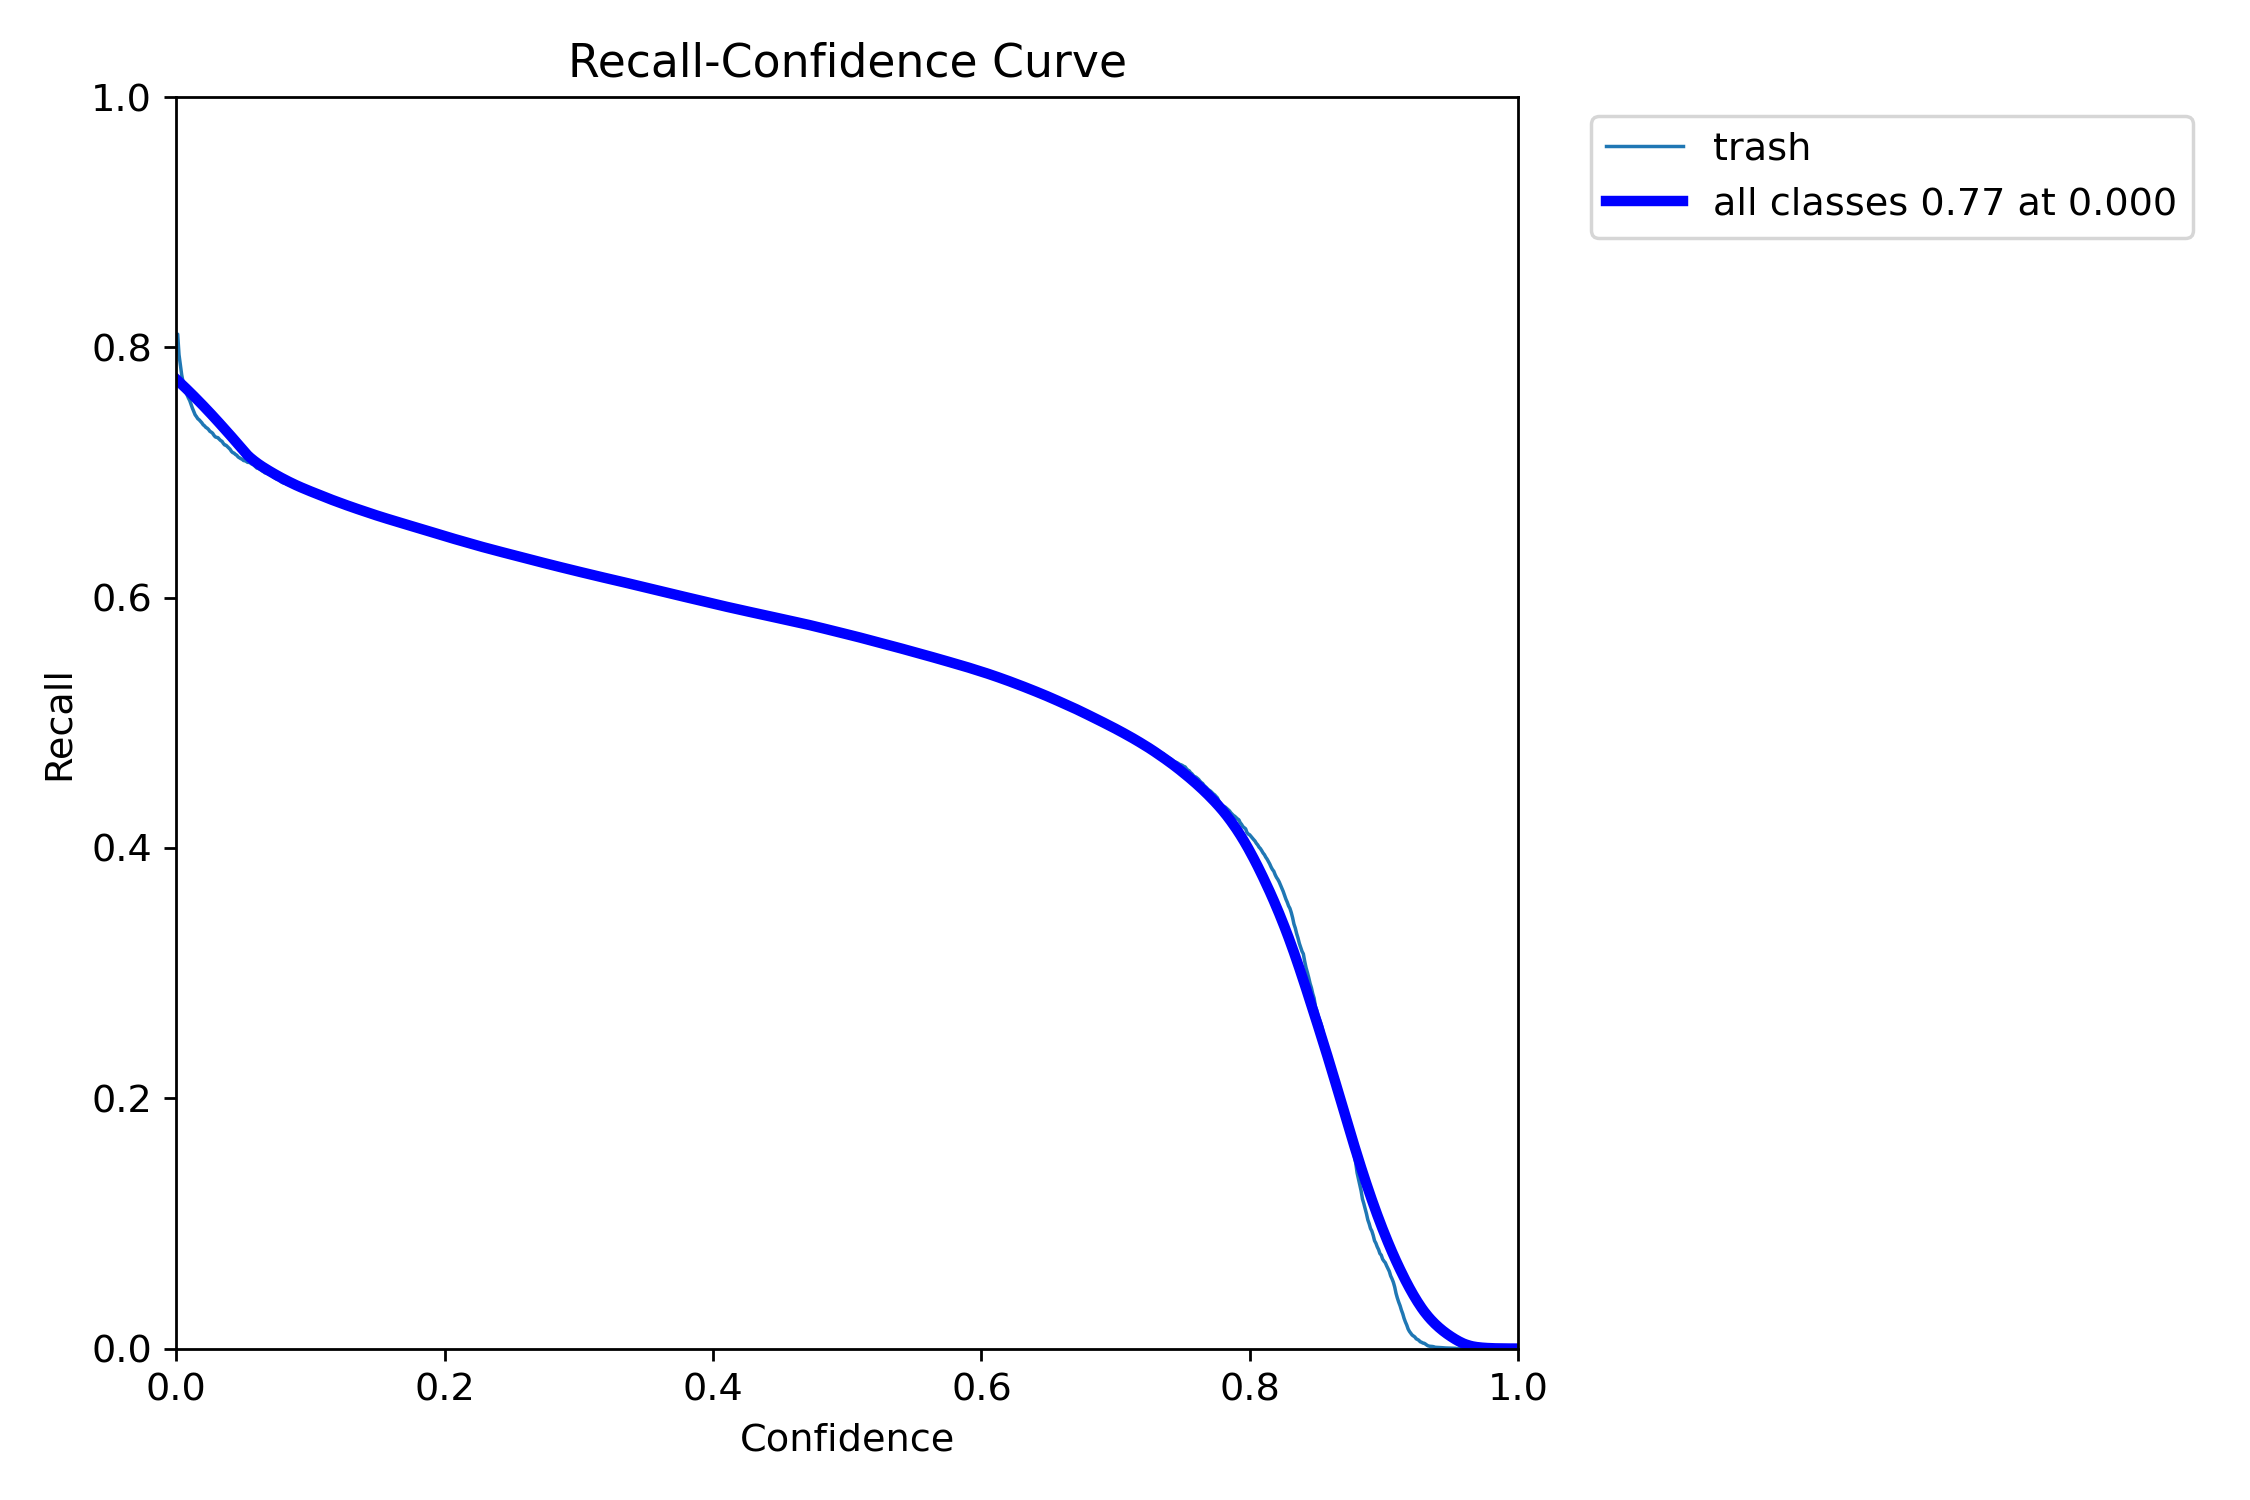 Recall-Confidence Curve
trash
all classes 0.77 at 0.000
1.0
0.8
0.6
0.4
0.2
0.0
Recall
0.0 0.2 0.4 0.6 0.8 1.0
Confidence